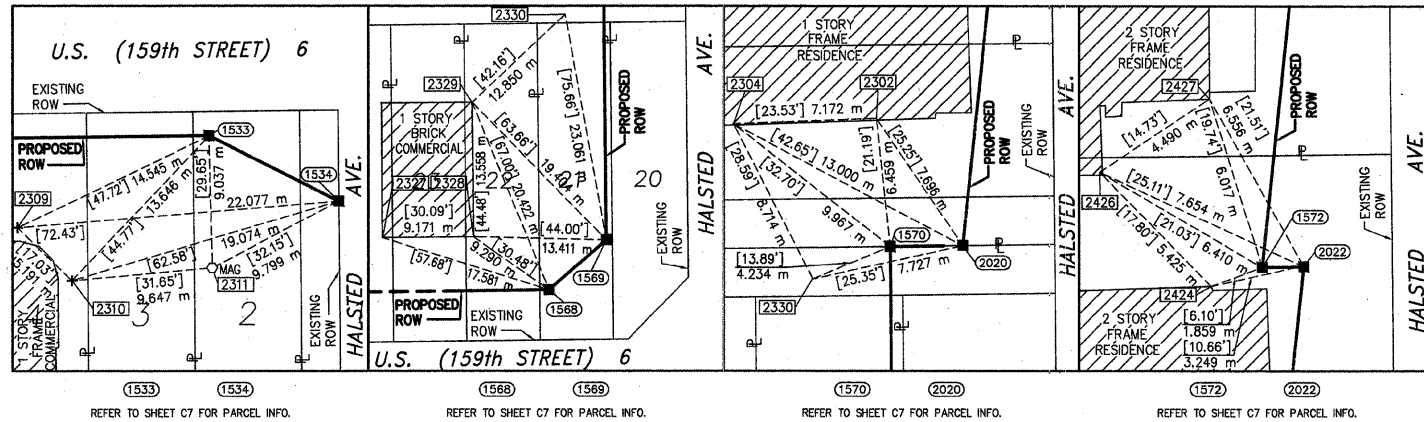 U.S. (159th STREET) 6
EXISTING
ROW
PROPOSED
ROW
1533
1534
2309
[47.72'] 14.545 m
[44.77'] 13.646 m
[29.65']
9.037 m
22.077 m
[72.43']
19.074 m
[62.58']
[32.15']
9.799 m
[31.65']
9.647 m
MAG
2311
2310
[17.03']
5.191 m
1 STORY
FRAME
COMMERCIAL
3
2
EXISTING
ROW
HALSTED AVE.
1533
1534
REFER TO SHEET C7 FOR PARCEL INFO.
2330
2329
[42.16']
12.850 m
[75.66'] 23.061 m
[63.66']
[67.00'] 20.422 m
13.558 m
[44.48']
1 STORY
BRICK
COMMERCIAL
2327
2328
[30.09']
9.171 m
[30.48']
9.290 m
[44.00']
13.411 m
[57.68']
17.581 m
PROPOSED
ROW
20
EXISTING
ROW
1569
1568
PROPOSED
ROW
EXISTING
ROW
U.S. (159th STREET) 6
HALSTED AVE.
1568
1569
REFER TO SHEET C7 FOR PARCEL INFO.
1 STORY
FRAME
RESIDENCE
2304
2302
[23.53'] 7.172 m
[42.65'] 13.000 m
[32.70']
9.967 m
[28.59']
8.714 m
[21.19']
6.459 m
[25.25'] 7.696 m
[13.89']
4.234 m
[25.35']
7.727 m
2330
1570
2020
PROPOSED
ROW
EXISTING
ROW
HALSTED AVE.
1570
2020
REFER TO SHEET C7 FOR PARCEL INFO.
2 STORY
FRAME
RESIDENCE
2427
[14.73']
4.490 m
[21.51']
6.556 m
[19.74']
6.017 m
2426
[25.11'] 7.654 m
[21.03'] 6.410 m
[17.80']
5.425 m
1572
2022
2424
[6.10']
1.859 m
[10.66']
3.249 m
2 STORY
FRAME
RESIDENCE
PROPOSED
ROW
EXISTING
ROW
HALSTED AVE.
1572
2022
REFER TO SHEET C7 FOR PARCEL INFO.